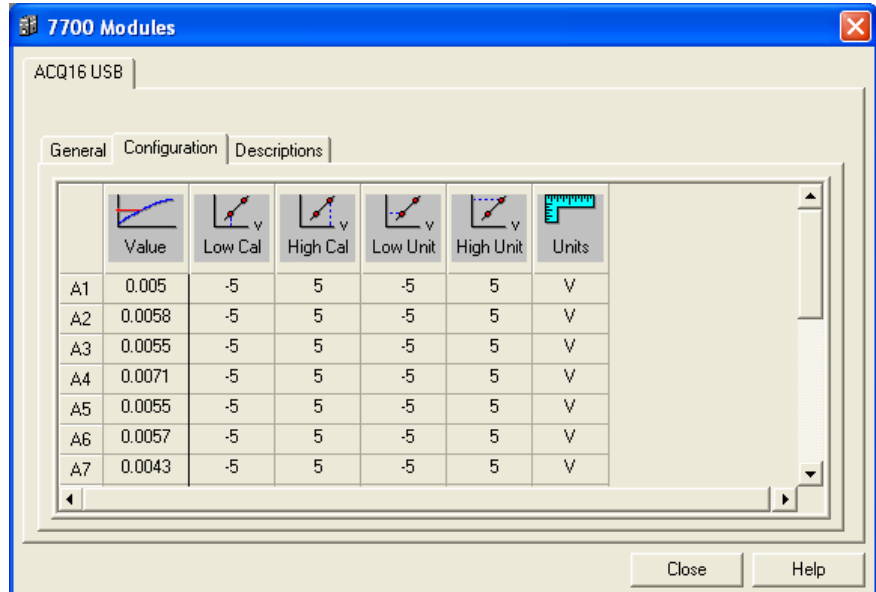 7700 Modules
ACQ16 USB
General Configuration Descriptions
Value Low Cal High Cal Low Unit High Unit Units
A1 0.005 -5 5 -5 5 V
A2 0.0058 -5 5 -5 5 V
A3 0.0055 -5 5 -5 5 V
A4 0.0071 -5 5 -5 5 V
A5 0.0055 -5 5 -5 5 V
A6 0.0057 -5 5 -5 5 V
A7 0.0043 -5 5 -5 5 V
Close Help